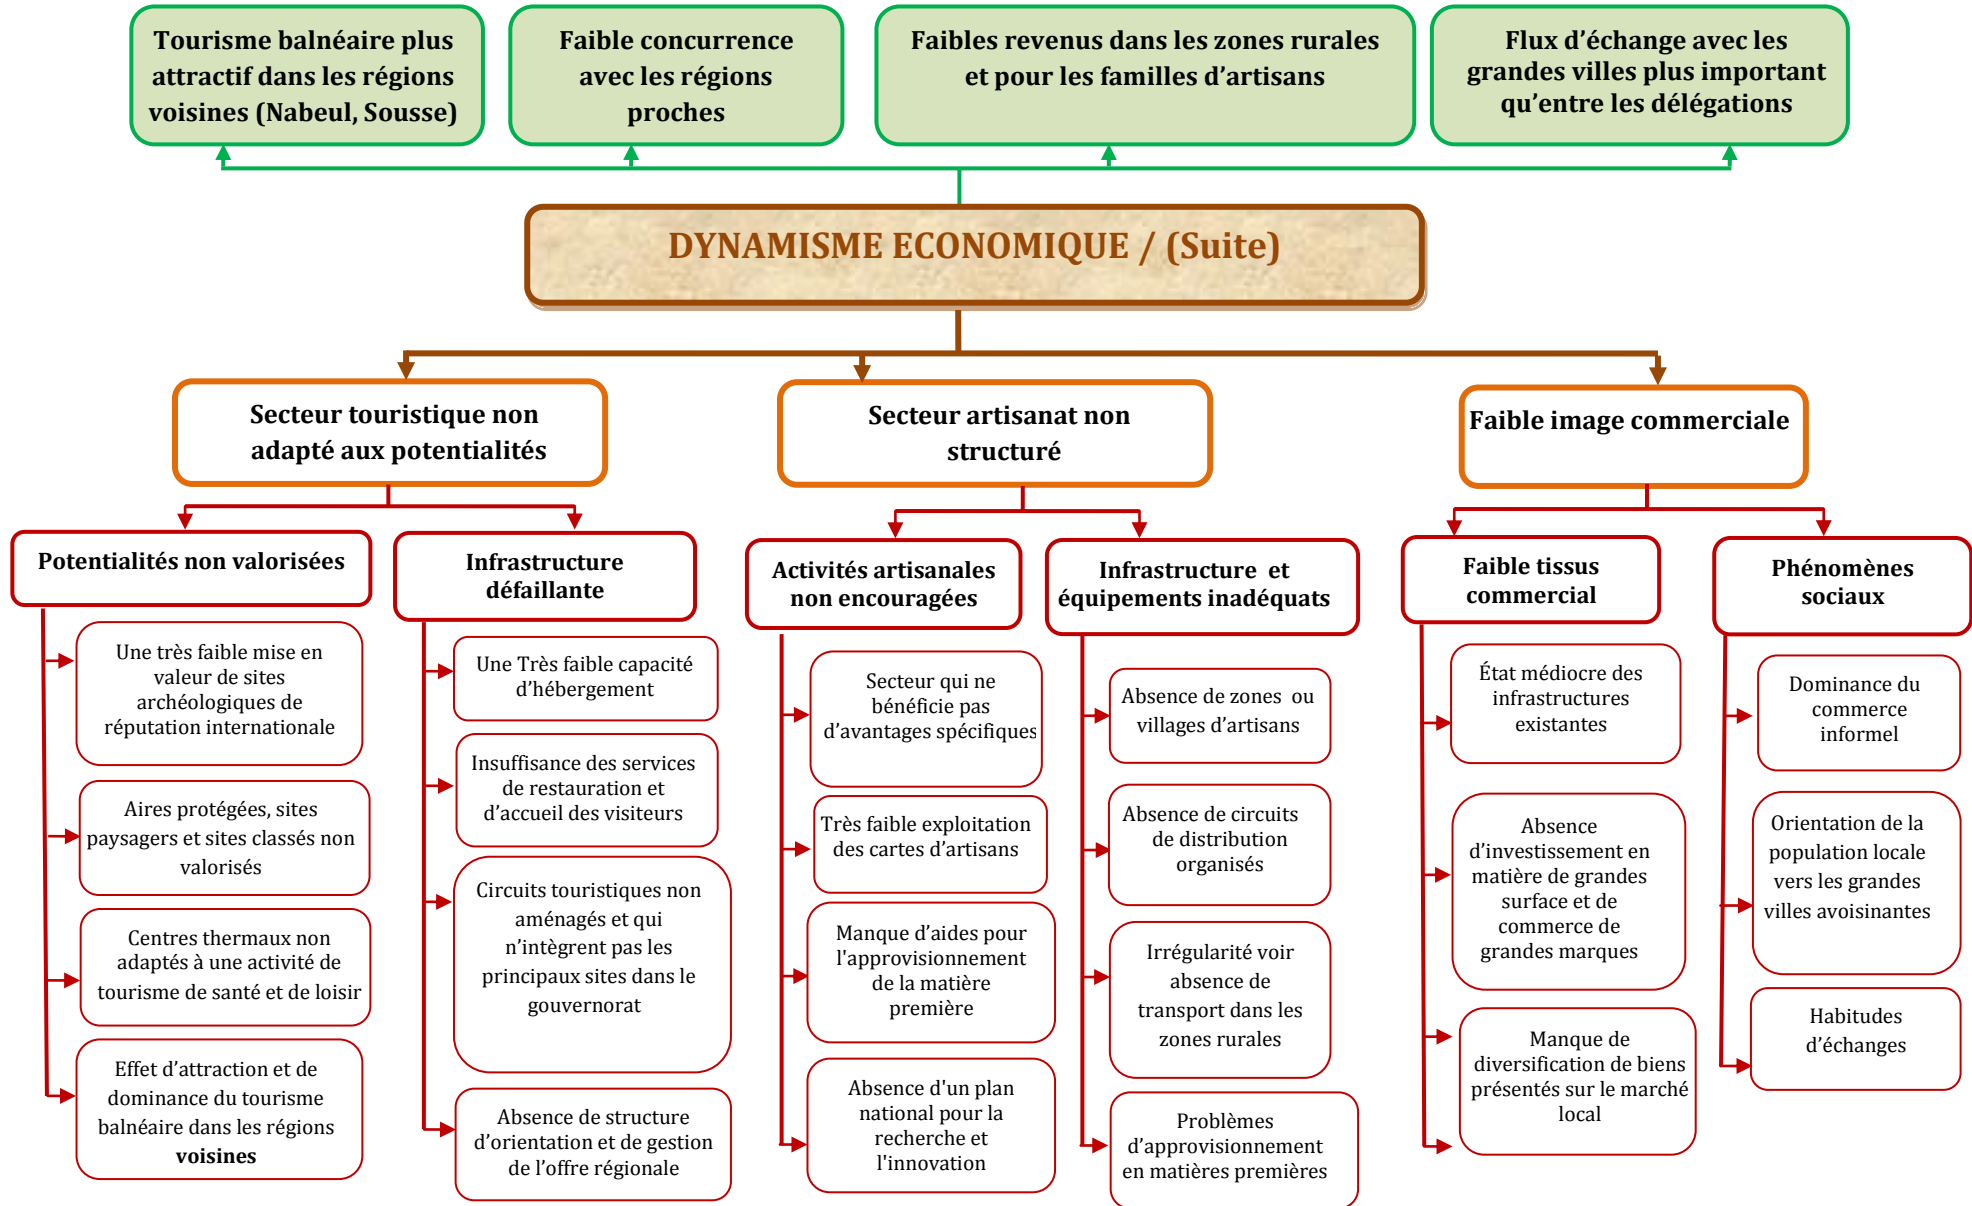 Tourisme balnéaire plus
attractif dans les régions
voisines (Nabeul, Sousse)
Faible concurrence
avec les régions
proches
Faibles revenus dans les zones rurales
et pour les familles d’artisans
Flux d’échange avec les
grandes villes plus important
qu’entre les délégations
DYNAMISME ECONOMIQUE / (Suite)
Secteur touristique non
adapté aux potentialités
Secteur artisanat non
structuré
Faible image commerciale
Potentialités non valorisées
Infrastructure
défaillante
Activités artisanales
non encouragées
Infrastructure et
équipements inadéquats
Faible tissus
commercial
Phénomènes
sociaux
Une très faible mise en
valeur de sites
archéologiques de
réputation internationale
Aires protégées, sites
paysagers et sites classés non
valorisés
Centres thermaux non
adaptés à une activité de
tourisme de santé et de loisir
Effet d’attraction et de
dominance du tourisme
balnéaire dans les régions
voisines
Une Très faible capacité
d’hébergement
Insuffisance des services
de restauration et
d’accueil des visiteurs
Circuits touristiques non
aménagés et qui
n’intègrent pas les
principaux sites dans le
gouvernorat
Absence de structure
d’orientation et de gestion
de l’offre régionale
Secteur qui ne
bénéficie pas
d’avantages spécifiques
Très faible exploitation
des cartes d’artisans
Manque d’aides pour
l'approvisionnement
de la matière
première
Absence d'un plan
national pour la
recherche et
l'innovation
Absence de zones ou
villages d’artisans
Absence de circuits
de distribution
organisés
Irrégularité voir
absence de
transport dans les
zones rurales
Problèmes
d’approvisionnement
en matières premières
État médiocre des
infrastructures
existantes
Absence
d’investissement en
matière de grandes
surface et de
commerce de
grandes marques
Manque de
diversification de biens
présentés sur le marché
local
Dominance du
commerce
informel
Orientation de la
population locale
vers les grandes
villes avoisinantes
Habitudes
d’échanges